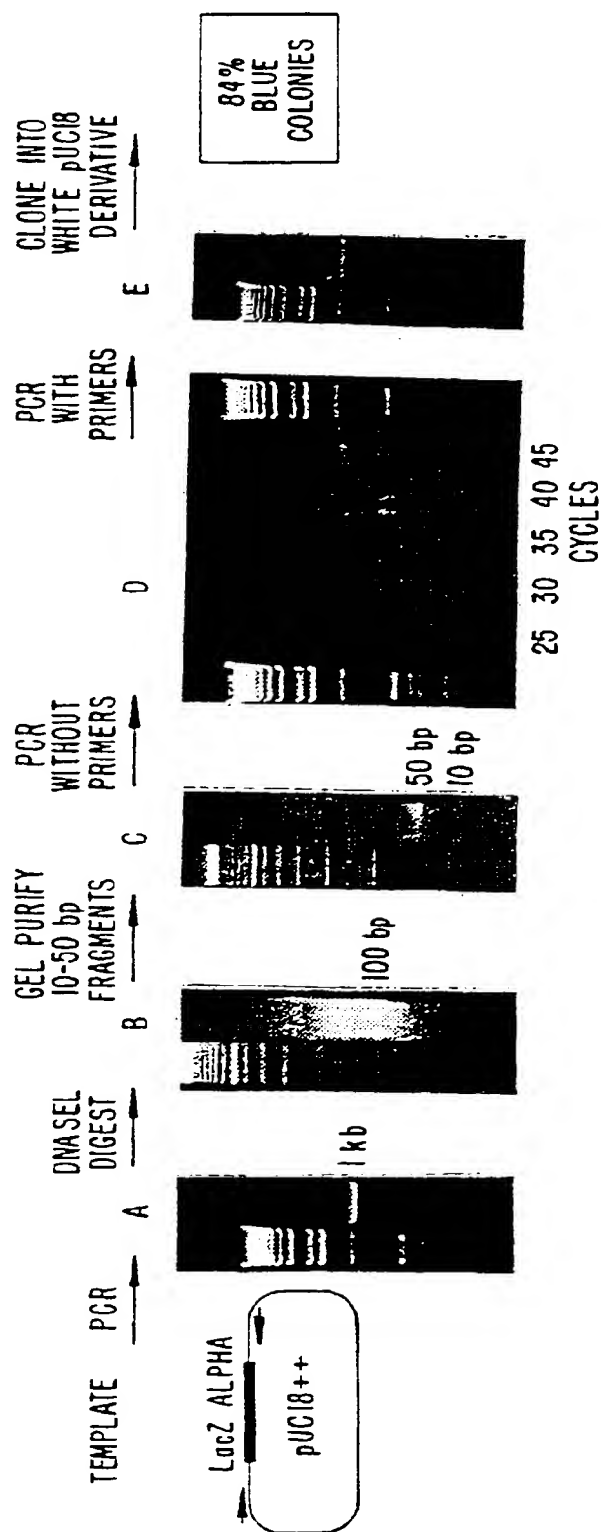 TEMPLATE
PCR
DNASEL
DIGEST
GEL PURIFY
10-50 bp
FRAGMENTS
PCR
WITHOUT
PRIMERS
PCR
WITH
PRIMERS
CLONE INTO
WHITE pUC18
DERIVATIVE
A
B
C
D
E
LacZ ALPHA
pUC18++
1 kb
100 bp
50 bp
10 bp
25 30 35 40 45
CYCLES
84%
BLUE
COLONIES